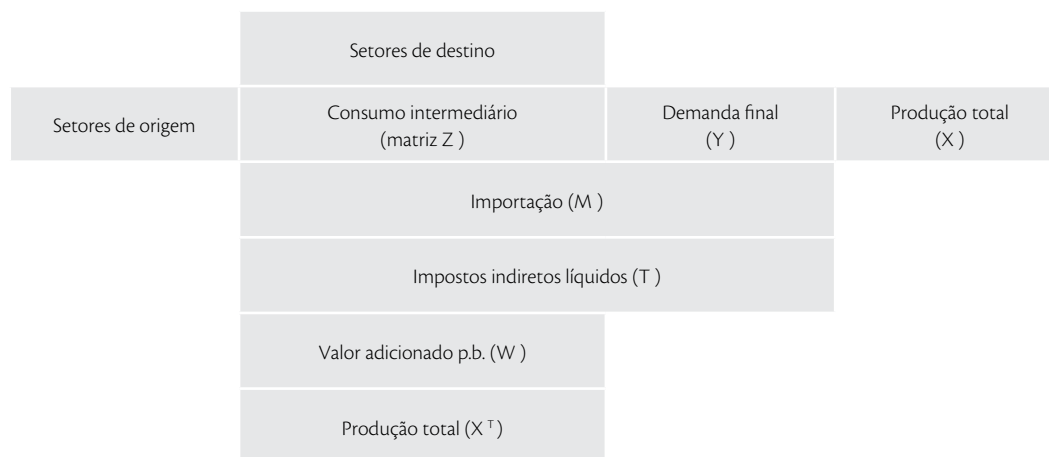 Setores de destino
Setores de origem
Consumo intermediário
(matriz Z )
Demanda final
(Y )
Produção total
(X )
Importação (M )
Impostos indiretos líquidos (T )
Valor adicionado p.b. (W )
Produção total (X ᵀ)